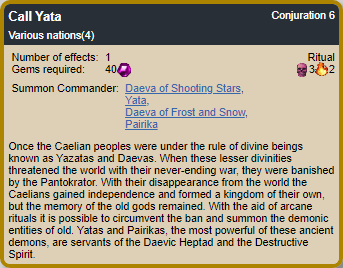 Call Yata Conjuration 6
Various nations(4)
Number of effects: 1 Ritual
Gems required: 40 3 2
Summon Commander: Daeva of Shooting Stars,
Yata,
Daeva of Frost and Snow,
Pairika
Once the Caelian peoples were under the rule of divine beings
known as Yazatas and Daevas. When these lesser divinities
threatened the world with their never-ending war, they were banished
by the Pantokrator. With their disappearance from the world the
Caelians gained independence and formed a kingdom of their own,
but the memory of the old gods remained. With the aid of arcane
rituals it is possible to circumvent the ban and summon the demonic
entities of old. Yatas and Pairikas, the most powerful of these ancient
demons, are servants of the Daevic Heptad and the Destructive
Spirit.